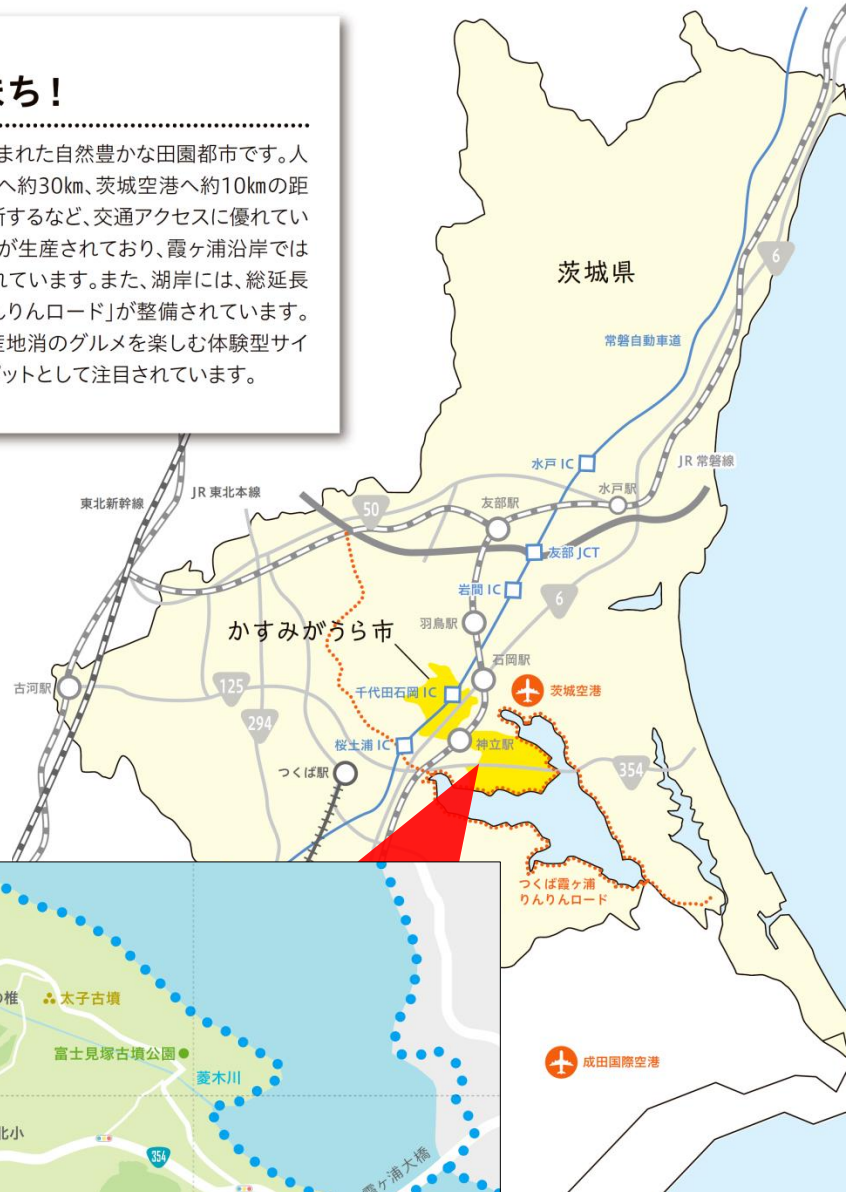 まち！
まれた自然豊かな田園都市です。人
へ約30㎞、茨城空港へ約10㎞の距
するなど、交通アクセスに優れてい
が生産されており、霞ヶ浦沿岸では
れています。また、湖岸には、総延長
んりんロード」が整備されています。
産地消のグルメを楽しむ体験型サイ
ポットとして注目されています。
茨城県
6
常磐自動車道
水戸 IC
JR 常磐線
東北新幹線
JR 東北本線
50
友部駅
水戸駅
友部 JCT
岩間 IC
6
かすみがうら市
羽鳥駅
石岡駅
古河駅
125
千代田石岡 IC
茨城空港
294
桜土浦 IC
神立駅
つくば駅
354
つくば霞ヶ浦
りんりんロード
の椎
太子古墳
富士見塚古墳公園
菱木川
成田国際空港
北小
354
霞ヶ浦大橋